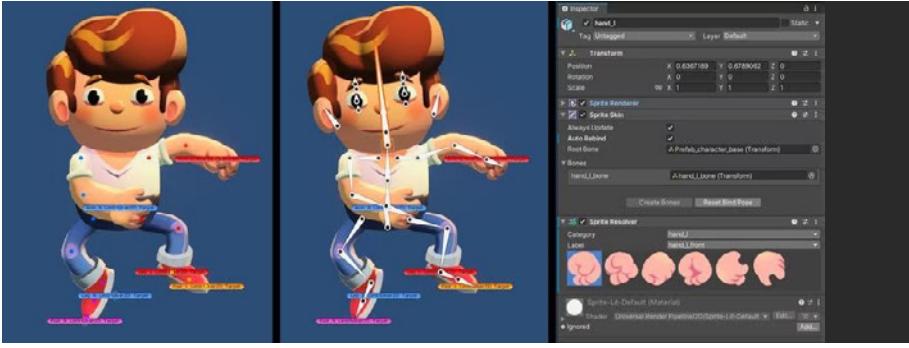 Inspector
hand_l
Static
Tag Untagged Layer Default
Transform
Position X 0.6367189 Y 0.6789062 Z 0
Rotation X 0 Y 0 Z 0
Scale X 1 Y 1 Z 1
Sprite Renderer
Sprite Skin
Always Update
Auto Rebind
Root Bone Prefab_character_base (Transform)
Bones
hand_l_bone hand_l_bone (Transform)
Create Bones Reset Bind Pose
Sprite Resolver
Category hand_l
Label hand_l_front
Sprite-Lit-Default (Material)
Shader Universal Render Pipeline/2D/Sprite-Lit-Default Edit...
Ignored Add...